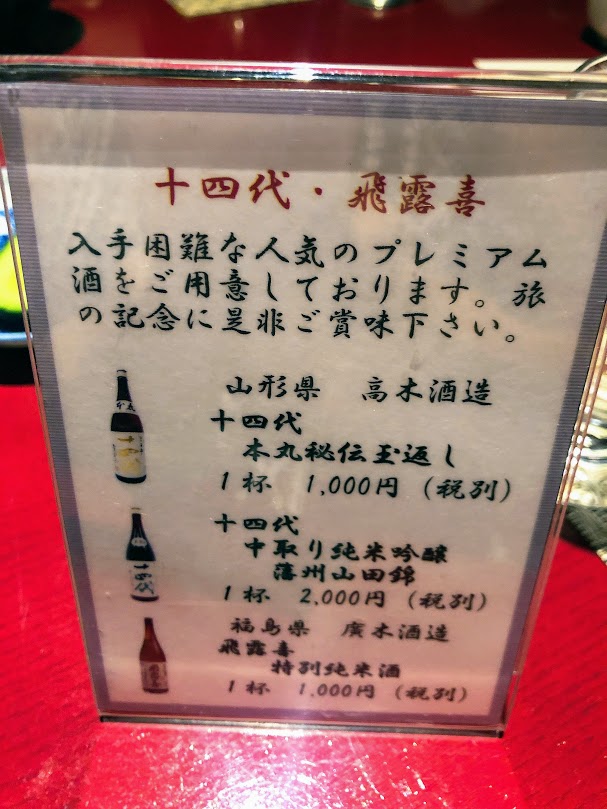 十四代・飛露喜
入手困難な人気のプレミアム
酒をご用意しております。旅
の記念に是非ご賞味下さい。
山形県　高木酒造
十四代
本丸秘伝玉返し
1杯　1,000円（税別）
十四代
中取り純米吟醸
藩州山田錦
1杯　2,000円（税別）
福島県　廣木酒造
飛露喜
特別純米酒
1杯　1,000円（税別）
十四代